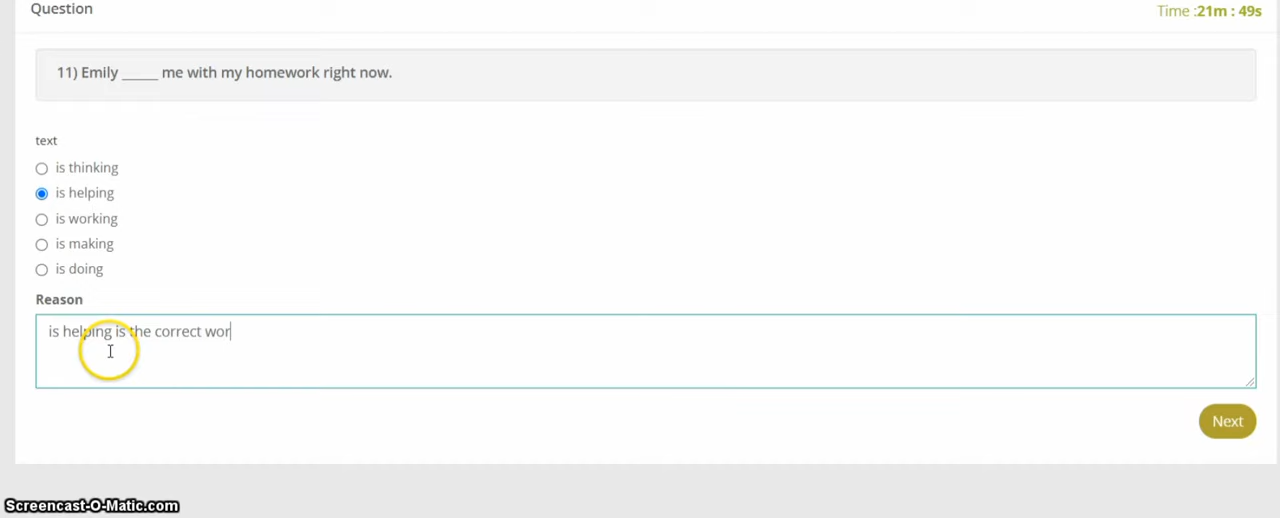 Question
Time :21m : 49s
11) Emily _____ me with my homework right now.
text
is thinking
is helping
is working
is making
is doing
Reason
is helping is the correct wor
Next
Screencast-O-Matic.com